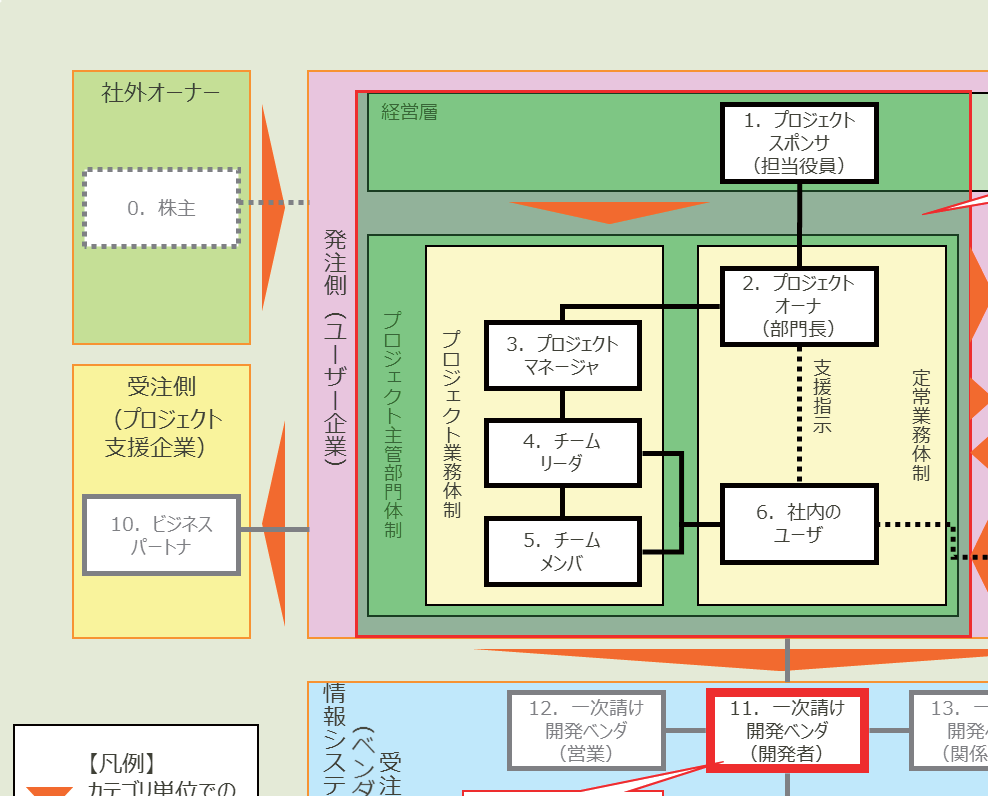 社外オーナー
0．株主
受注側
（プロジェクト
支援企業）
10．ビジネス
パートナ
発注側（ユーザー企業）
経営層
1．プロジェクト
スポンサ
（担当役員）
プロジェクト主管部門体制
プロジェクト業務体制
2．プロジェクト
オーナ
（部門長）
3．プロジェクト
マネージャ
4．チーム
リーダ
5．チーム
メンバ
支援指示
定常業務体制
6．社内の
ユーザ
情報システ
（ベンダ
受注
12．一次請け
開発ベンダ
（営業）
11．一次請け
開発ベンダ
（開発者）
13．一
開発ベ
（関係
【凡例】
カテゴリ単位での